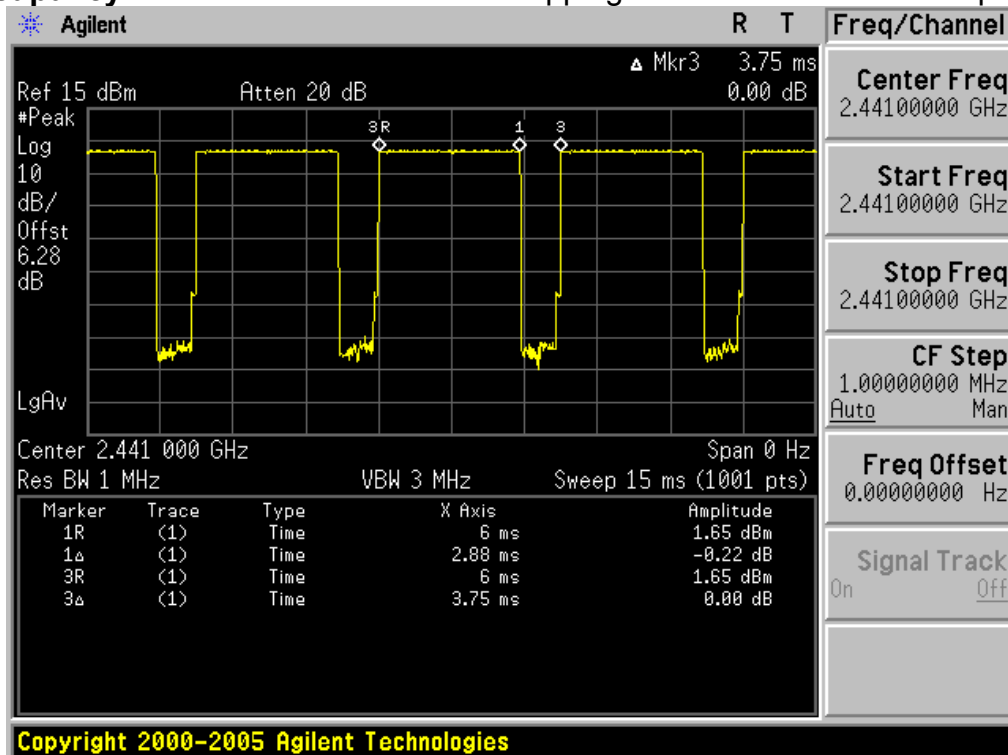 Agilent R T Freq/Channel
Δ Mkr3 3.75 ms
Ref 15 dBm Atten 20 dB 0.00 dB
#Peak
Log
10
dB/
Offst
6.28
dB
3R 1 3
LgAv
Center 2.441 000 GHz Span 0 Hz
Res BW 1 MHz VBW 3 MHz Sweep 15 ms (1001 pts)
Marker Trace Type X Axis Amplitude
1R (1) Time 6 ms 1.65 dBm
1Δ (1) Time 2.88 ms -0.22 dB
3R (1) Time 6 ms 1.65 dBm
3Δ (1) Time 3.75 ms 0.00 dB
Center Freq
2.44100000 GHz
Start Freq
2.44100000 GHz
Stop Freq
2.44100000 GHz
CF Step
1.00000000 MHz
Auto Man
Freq Offset
0.00000000 Hz
Signal Track
On Off
Copyright 2000-2005 Agilent Technologies